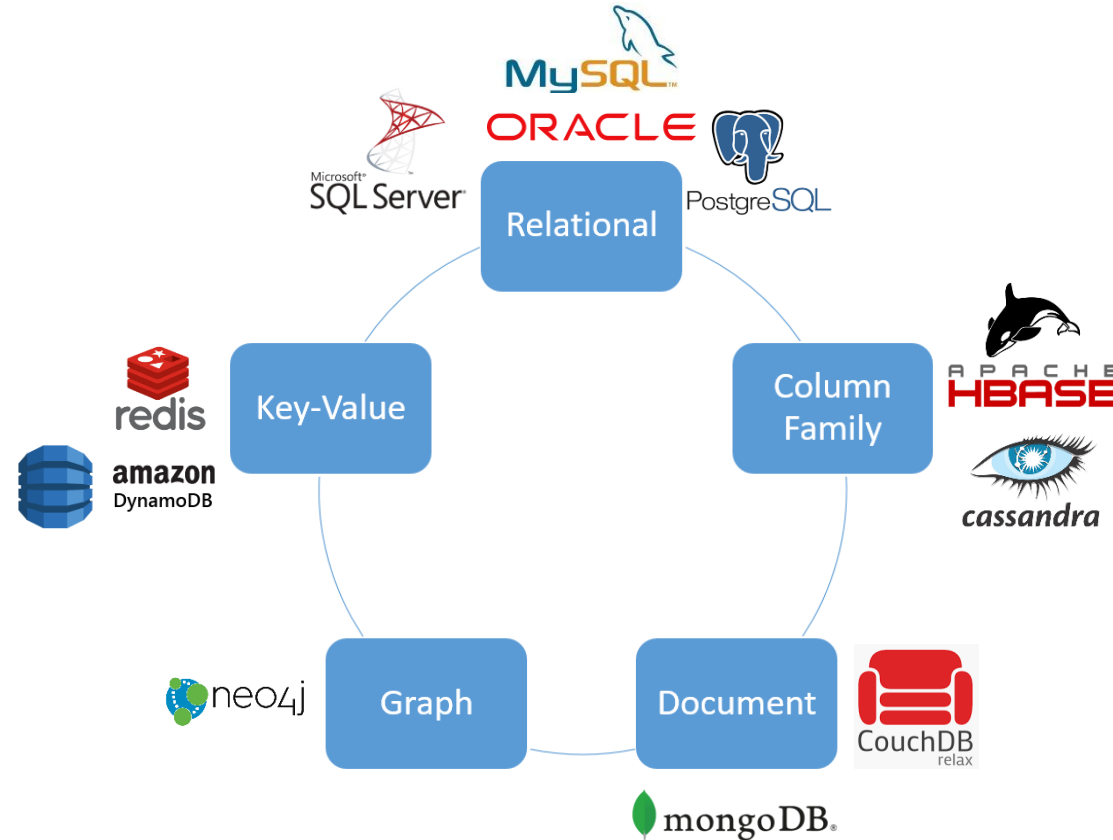 MySQL™
ORACLE
Microsoft®
SQL Server®
PostgreSQL
Relational
Key-Value
Column
Family
redis
amazon
DynamoDB
APACHE
HBASE
cassandra
neo4j
Graph
Document
CouchDB
relax
mongoDB®